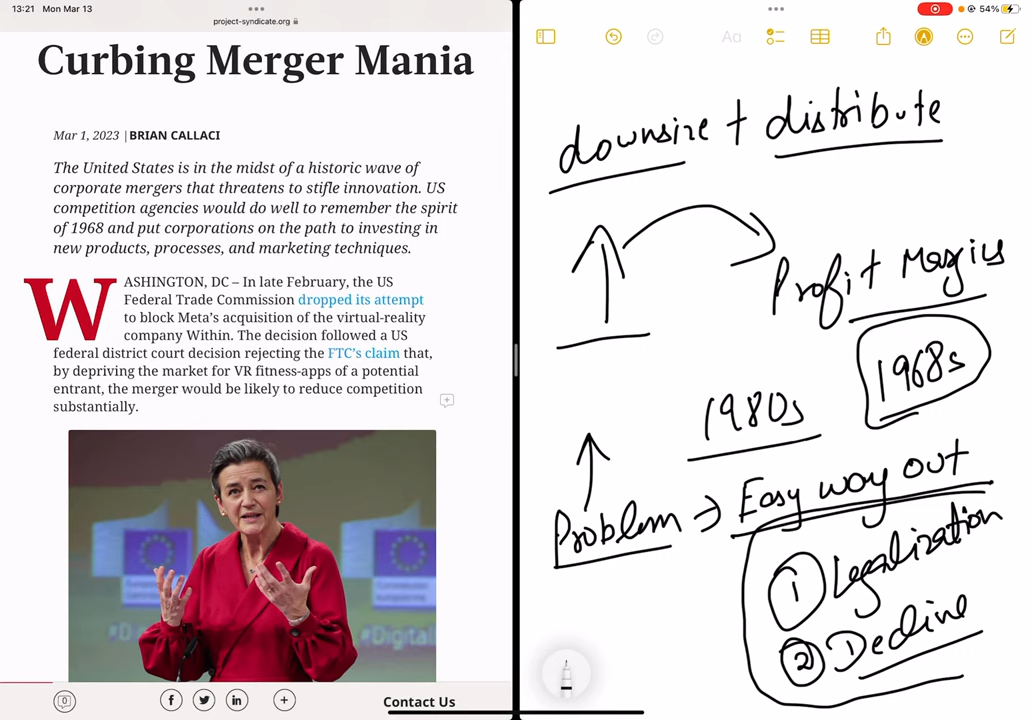 13:21 Mon Mar 13
project-syndicate.org
54%
Curbing Merger Mania
Mar 1, 2023 | BRIAN CALLACI
The United States is in the midst of a historic wave of
corporate mergers that threatens to stifle innovation. US
competition agencies would do well to remember the spirit
of 1968 and put corporations on the path to investing in
new products, processes, and marketing techniques.
WASHINGTON, DC – In late February, the US
Federal Trade Commission dropped its attempt
to block Meta's acquisition of the virtual-reality
company Within. The decision followed a US
federal district court decision rejecting the FTC's claim that,
by depriving the market for VR fitness-apps of a potential
entrant, the merger would be likely to reduce competition
substantially.
#Digital
0
Contact Us
Aa
downsize + distribute
Profit Margins
1968s
1980s
Problem → Easy way out
1 Legalization
2 Decline